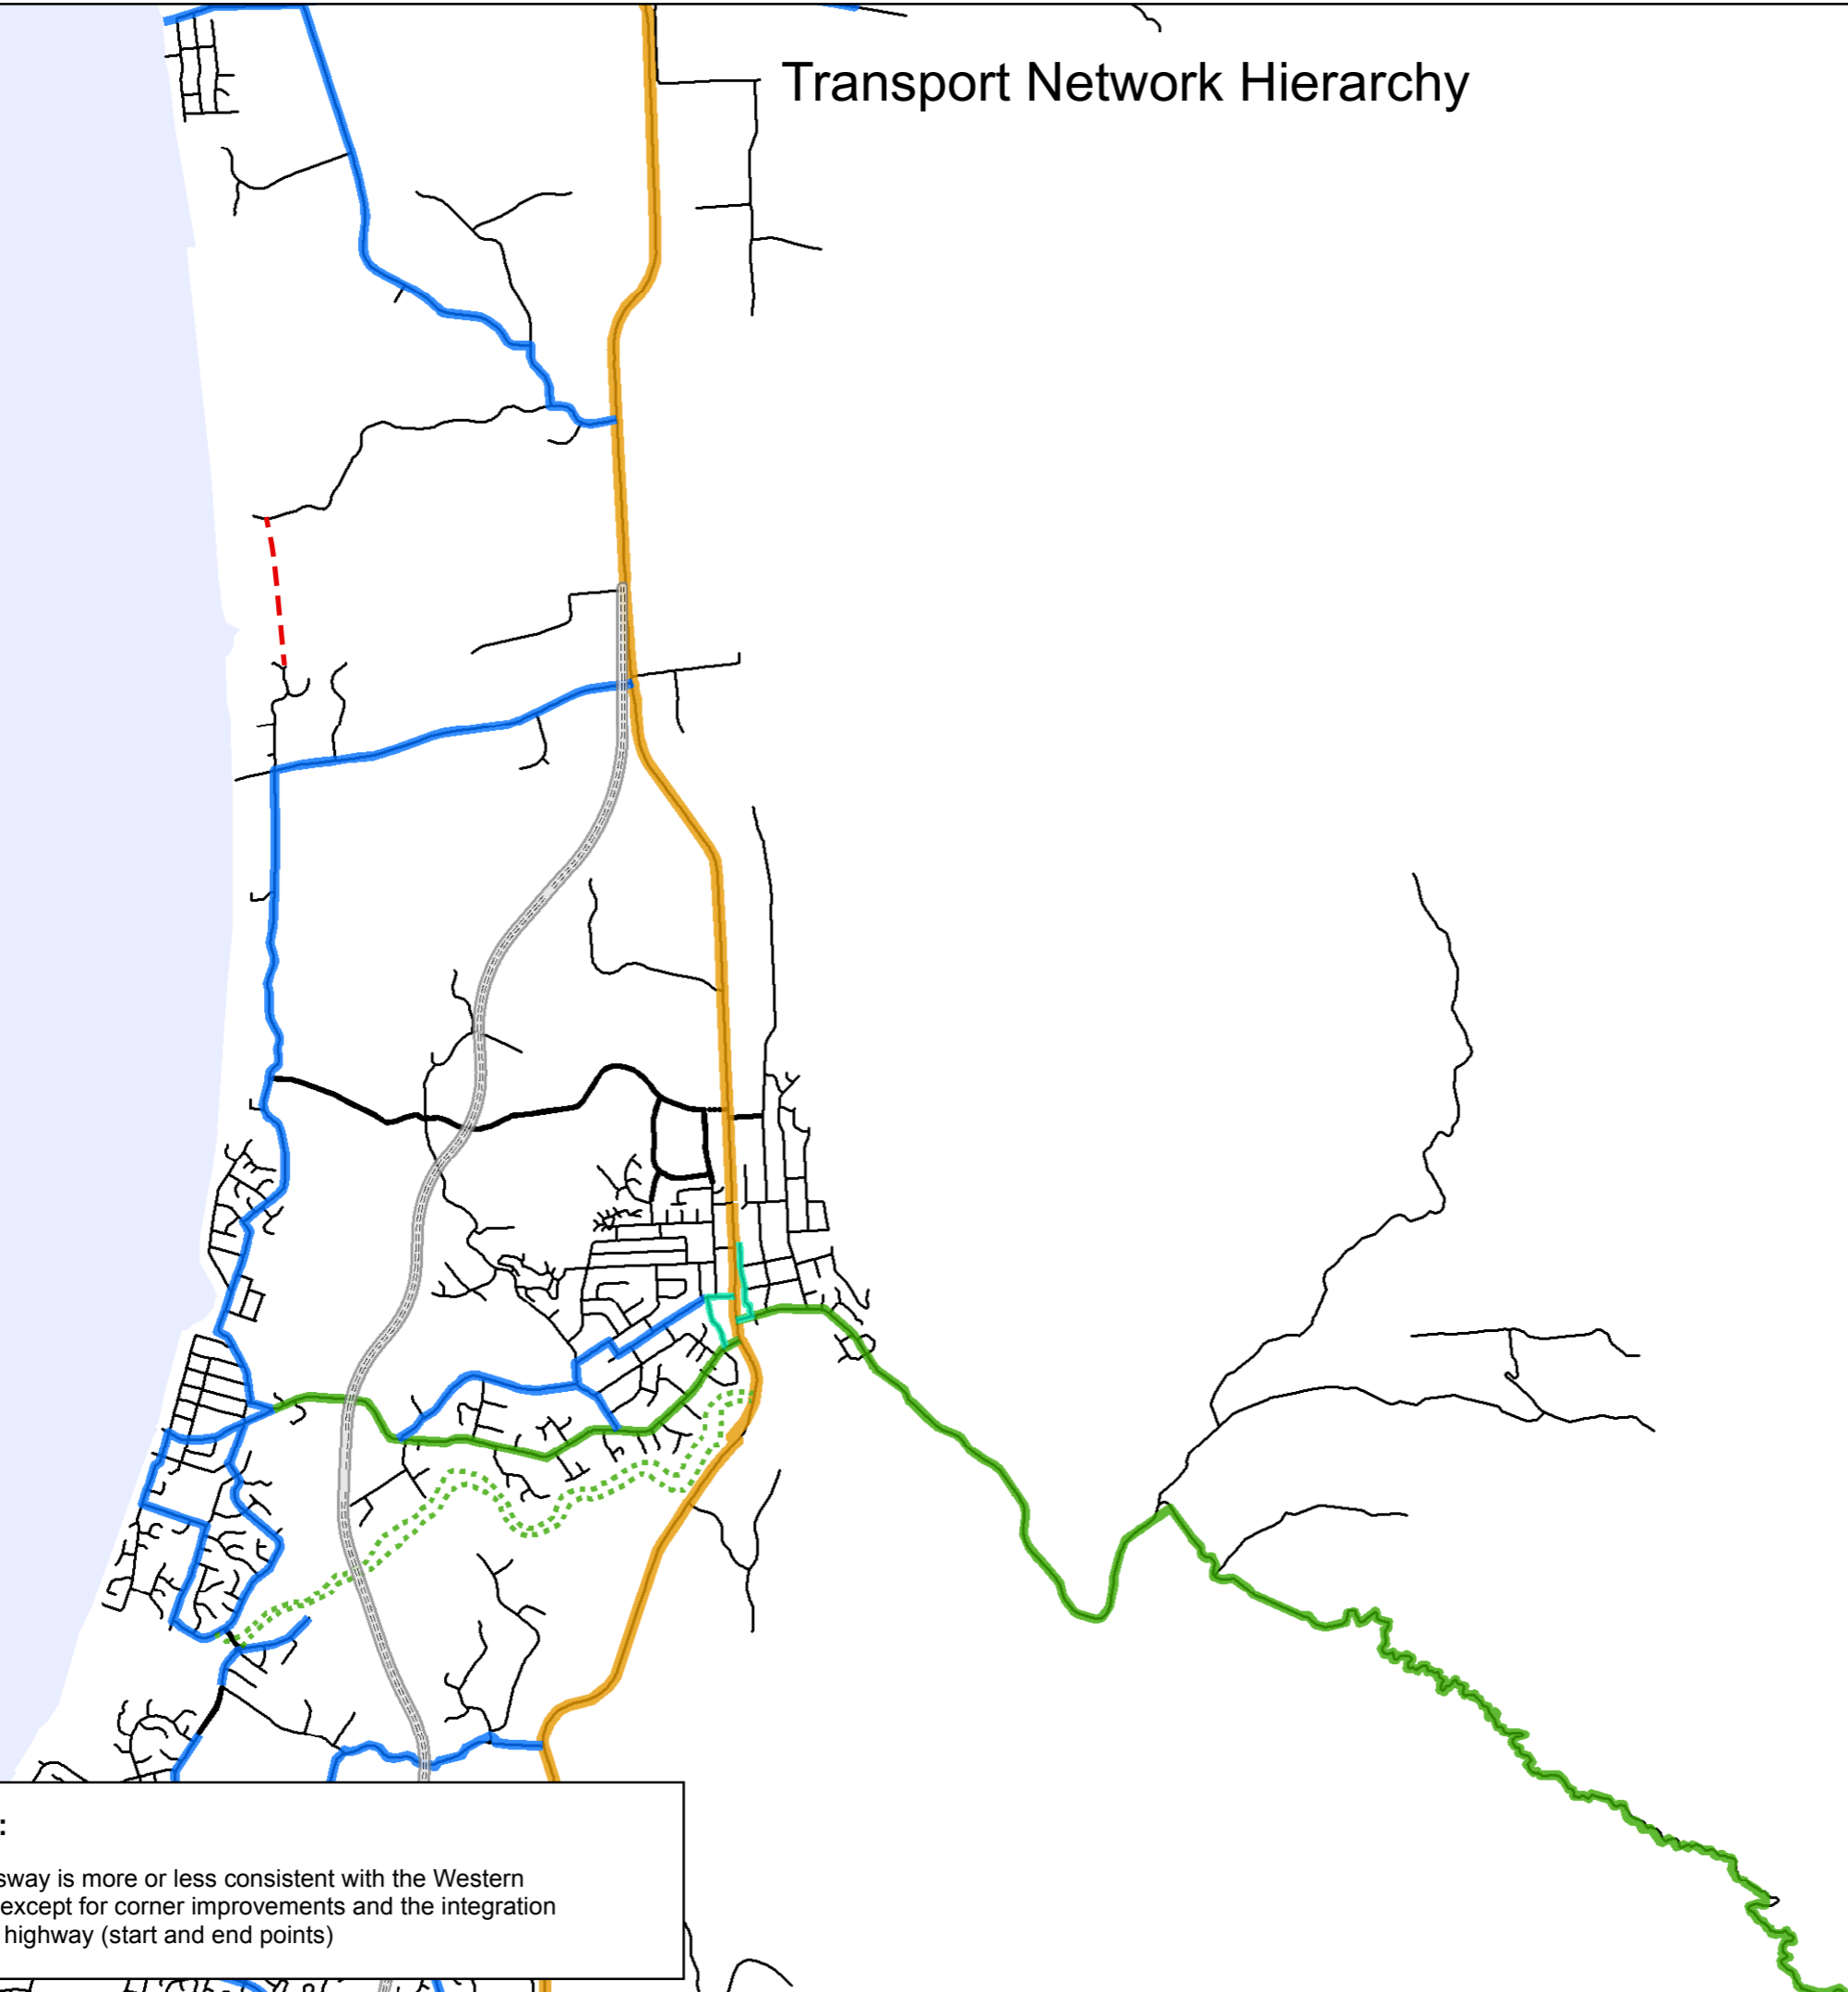 Transport Network Hierarchy
:
sway is more or less consistent with the Western
except for corner improvements and the integration
highway (start and end points)